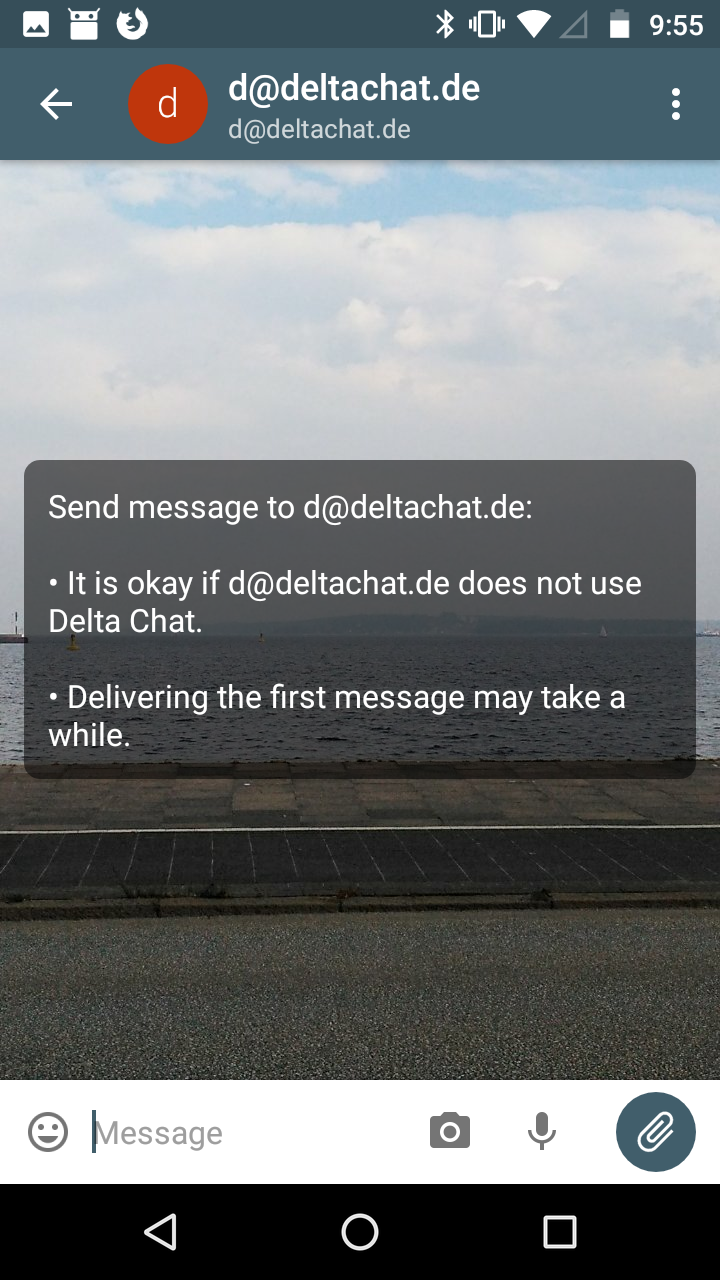 9:55
d
d@deltachat.de
d@deltachat.de
Send message to d@deltachat.de:
• It is okay if d@deltachat.de does not use
Delta Chat.
• Delivering the first message may take a
while.
Message